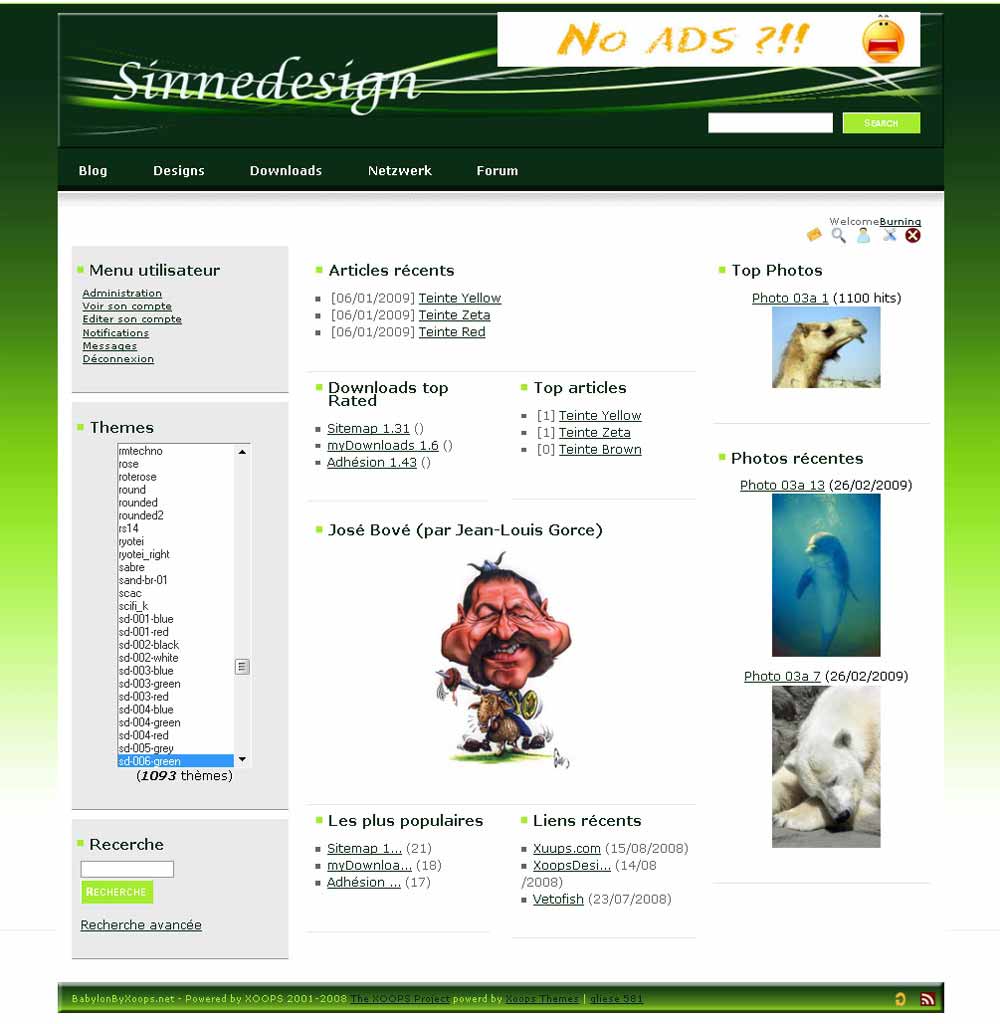 No ADS ?!!
Sinnedesign
Search
Blog Designs Downloads Netzwerk Forum
WelcomeBurning
Menu utilisateur
Administration
Voir son compte
Editer son compte
Notifications
Messages
Déconnexion
Themes
rmtechno
rose
roterose
round
rounded
rounded2
rs14
ryotei
ryotei_right
sabre
sand-br-01
scac
scifi_k
sd-001-blue
sd-001-red
sd-002-black
sd-002-white
sd-003-blue
sd-003-green
sd-003-red
sd-004-blue
sd-004-green
sd-004-red
sd-005-grey
sd-006-green
(1093 thèmes)
Recerche
Recherche
Recherche avancée
Articles récents
[06/01/2009] Teinte Yellow
[06/01/2009] Teinte Zeta
[06/01/2009] Teinte Red
Downloads top
Rated
Sitemap 1.31 ()
myDownloads 1.6 ()
Adhésion 1.43 ()
Top articles
[1] Teinte Yellow
[1] Teinte Zeta
[0] Teinte Brown
José Bové (par Jean-Louis Gorce)
Les plus populaires
Sitemap 1... (21)
myDownloa... (18)
Adhésion ... (17)
Liens récents
Xuups.com (15/08/2008)
XoopsDesi... (14/08
/2008)
Vetofish (23/07/2008)
Top Photos
Photo 03a 1 (1100 hits)
Photos récentes
Photo 03a 13 (26/02/2009)
Photo 03a 7 (26/02/2009)
BabylonByXoops.net - Powered by XOOPS 2001-2008 The XOOPS Project powerd by Xoops Themes | gliese 581